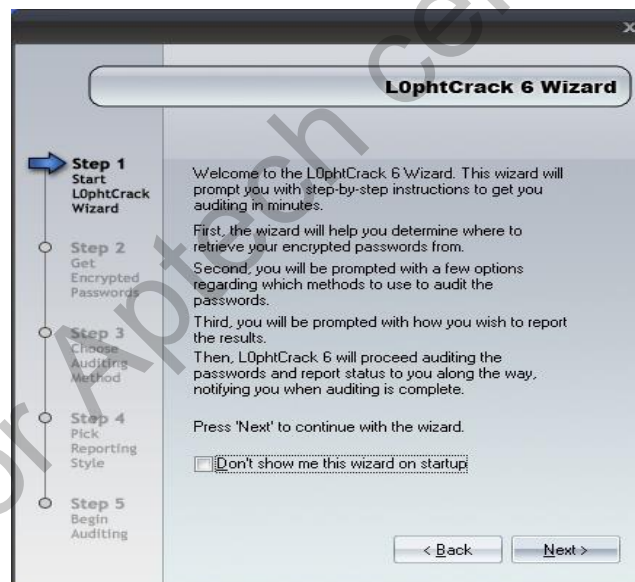 x
L0phtCrack 6 Wizard
Step 1
Start
L0phtCrack
Wizard
Step 2
Get
Encrypted
Passwords
Step 3
Choose
Auditing
Method
Step 4
Pick
Reporting
Style
Step 5
Begin
Auditing
Welcome to the L0phtCrack 6 Wizard. This wizard will
prompt you with step-by-step instructions to get you
auditing in minutes.
First, the wizard will help you determine where to
retrieve your encrypted passwords from.
Second, you will be prompted with a few options
regarding which methods to use to audit the
passwords.
Third, you will be prompted with how you wish to report
the results.
Then, L0phtCrack 6 will proceed auditing the
passwords and report status to you along the way,
notifying you when auditing is complete.
Press 'Next' to continue with the wizard.
Don't show me this wizard on startup
< Back
Next >
or Aptech ce